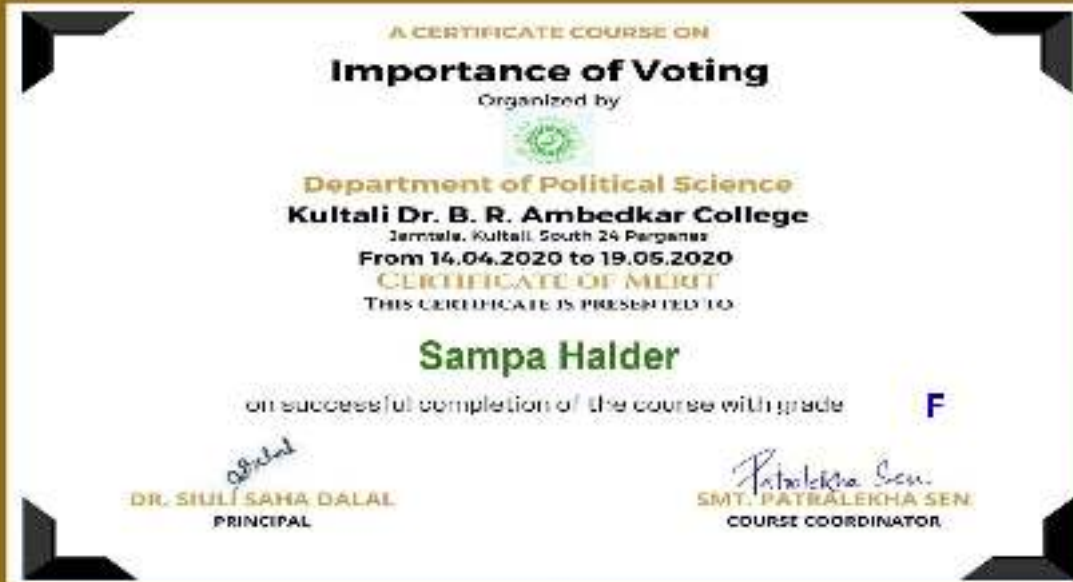 A CERTIFICATE COURSE ON
Importance of Voting
Organized by
Department of Political Science
Kultali Dr. B. R. Ambedkar College
Jamtala, Kultali, South 24 Parganas
From 14.04.2020 to 19.05.2020
CERTIFICATE OF MERIT
THIS CERTIFICATE IS PRESENTED TO
Sampa Halder
on successful completion of the course with grade F
Patralekha Sen.
DR. SIULI SAHA DALAL
SMT. PATRALEKHA SEN
PRINCIPAL
COURSE COORDINATOR